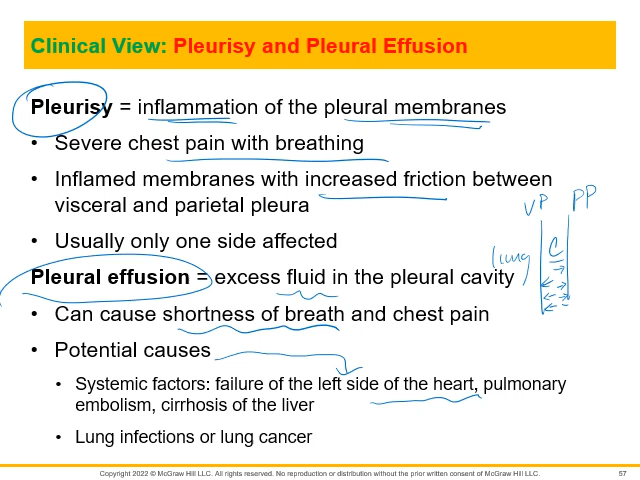 Clinical View: Pleurisy and Pleural Effusion
Pleurisy = inflammation of the pleural membranes
• Severe chest pain with breathing
• Inflamed membranes with increased friction between
visceral and parietal pleura
• Usually only one side affected
VP PP
lung C
Pleural effusion = excess fluid in the pleural cavity
• Can cause shortness of breath and chest pain
• Potential causes
• Systemic factors: failure of the left side of the heart, pulmonary
embolism, cirrhosis of the liver
• Lung infections or lung cancer
Copyright 2022 © McGraw Hill LLC. All rights reserved. No reproduction or distribution without the prior written consent of McGraw Hill LLC.
57